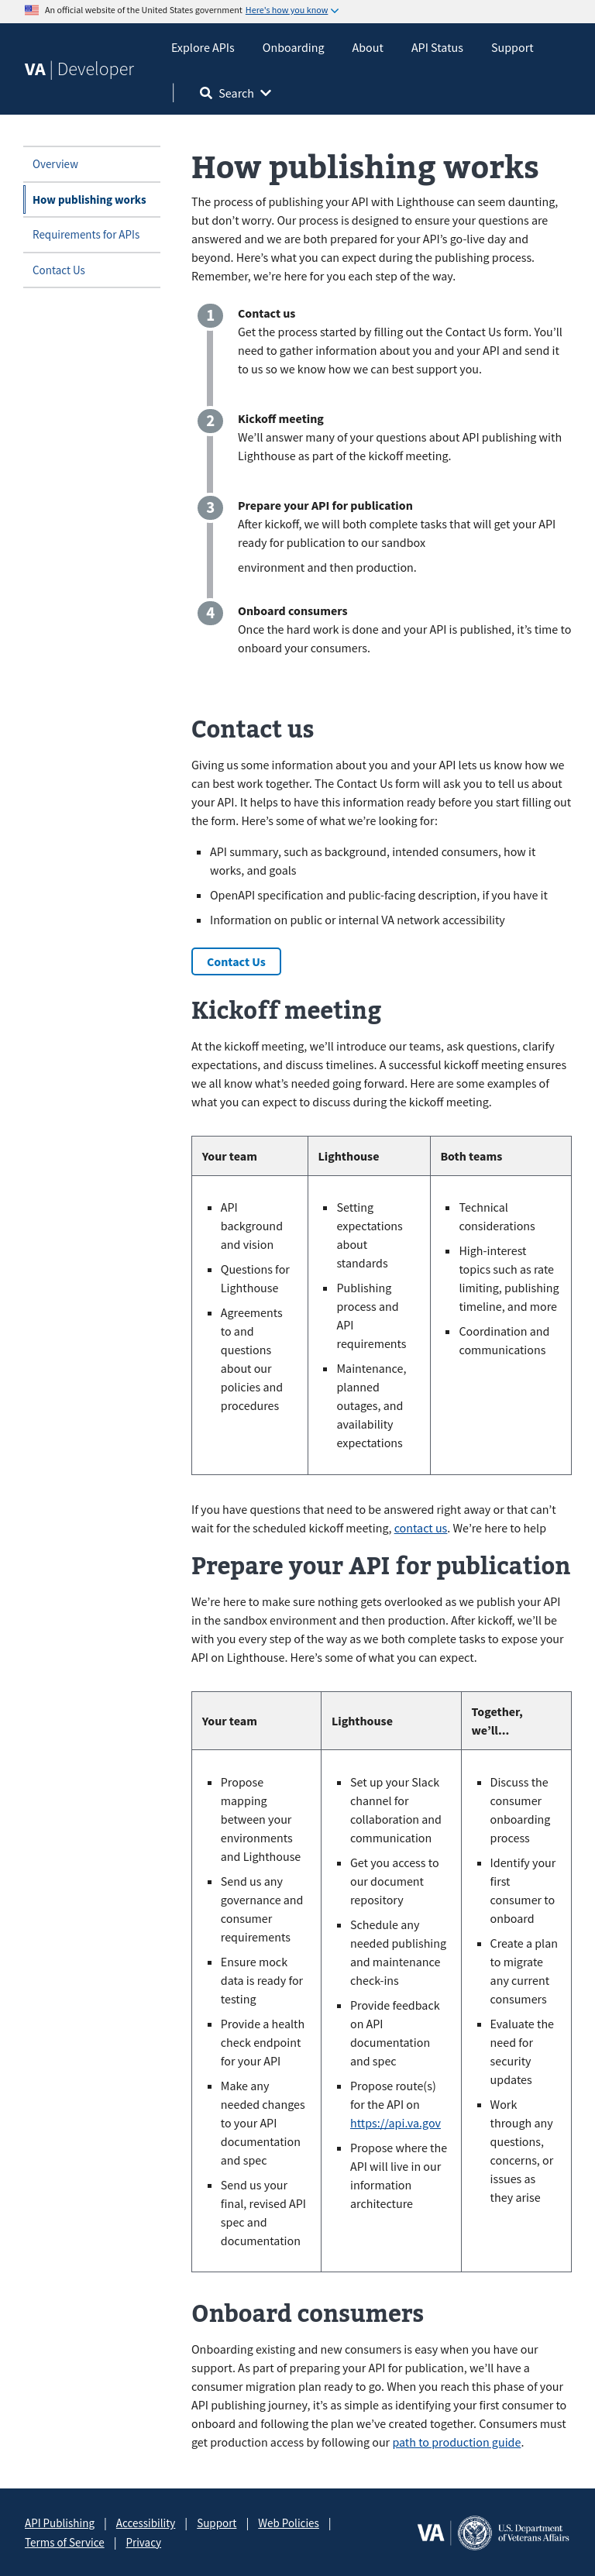 An official website of the United States government Here's how you know
VA | Developer
Explore APIs
Onboarding
About
API Status
Support
Search
Overview
How publishing works
Requirements for APIs
Contact Us
How publishing works
The process of publishing your API with Lighthouse can seem daunting,
but don’t worry. Our process is designed to ensure your questions are
answered and we are both prepared for your API’s go-live day and
beyond. Here’s what you can expect during the publishing process.
Remember, we’re here for you each step of the way.
1
Contact us
Get the process started by filling out the Contact Us form. You’ll
need to gather information about you and your API and send it
to us so we know how we can best support you.
2
Kickoff meeting
We’ll answer many of your questions about API publishing with
Lighthouse as part of the kickoff meeting.
3
Prepare your API for publication
After kickoff, we will both complete tasks that will get your API
ready for publication to our sandbox
environment and then production.
4
Onboard consumers
Once the hard work is done and your API is published, it’s time to
onboard your consumers.
Contact us
Giving us some information about you and your API lets us know how we
can best work together. The Contact Us form will ask you to tell us about
your API. It helps to have this information ready before you start filling out
the form. Here’s some of what we’re looking for:
API summary, such as background, intended consumers, how it
works, and goals
OpenAPI specification and public-facing description, if you have it
Information on public or internal VA network accessibility
Contact Us
Kickoff meeting
At the kickoff meeting, we’ll introduce our teams, ask questions, clarify
expectations, and discuss timelines. A successful kickoff meeting ensures
we all know what’s needed going forward. Here are some examples of
what you can expect to discuss during the kickoff meeting.
Your team
Lighthouse
Both teams
API
background
and vision
Questions for
Lighthouse
Agreements
to and
questions
about our
policies and
procedures
Setting
expectations
about
standards
Publishing
process and
API
requirements
Maintenance,
planned
outages, and
availability
expectations
Technical
considerations
High-interest
topics such as rate
limiting, publishing
timeline, and more
Coordination and
communications
If you have questions that need to be answered right away or that can’t
wait for the scheduled kickoff meeting, contact us. We’re here to help
Prepare your API for publication
We’re here to make sure nothing gets overlooked as we publish your API
in the sandbox environment and then production. After kickoff, we’ll be
with you every step of the way as we both complete tasks to expose your
API on Lighthouse. Here’s some of what you can expect.
Your team
Lighthouse
Together,
we’ll...
Propose
mapping
between your
environments
and Lighthouse
Send us any
governance and
consumer
requirements
Ensure mock
data is ready for
testing
Provide a health
check endpoint
for your API
Make any
needed changes
to your API
documentation
and spec
Send us your
final, revised API
spec and
documentation
Set up your Slack
channel for
collaboration and
communication
Get you access to
our document
repository
Schedule any
needed publishing
and maintenance
check-ins
Provide feedback
on API
documentation
and spec
Propose route(s)
for the API on
https://api.va.gov
Propose where the
API will live in our
information
architecture
Discuss the
consumer
onboarding
process
Identify your
first
consumer to
onboard
Create a plan
to migrate
any current
consumers
Evaluate the
need for
security
updates
Work
through any
questions,
concerns, or
issues as
they arise
Onboard consumers
Onboarding existing and new consumers is easy when you have our
support. As part of preparing your API for publication, we’ll have a
consumer migration plan ready to go. When you reach this phase of your
API publishing journey, it’s as simple as identifying your first consumer to
onboard and following the plan we’ve created together. Consumers must
get production access by following our path to production guide.
API Publishing | Accessibility | Support | Web Policies |
Terms of Service | Privacy
VA
U.S. Department
of Veterans Affairs